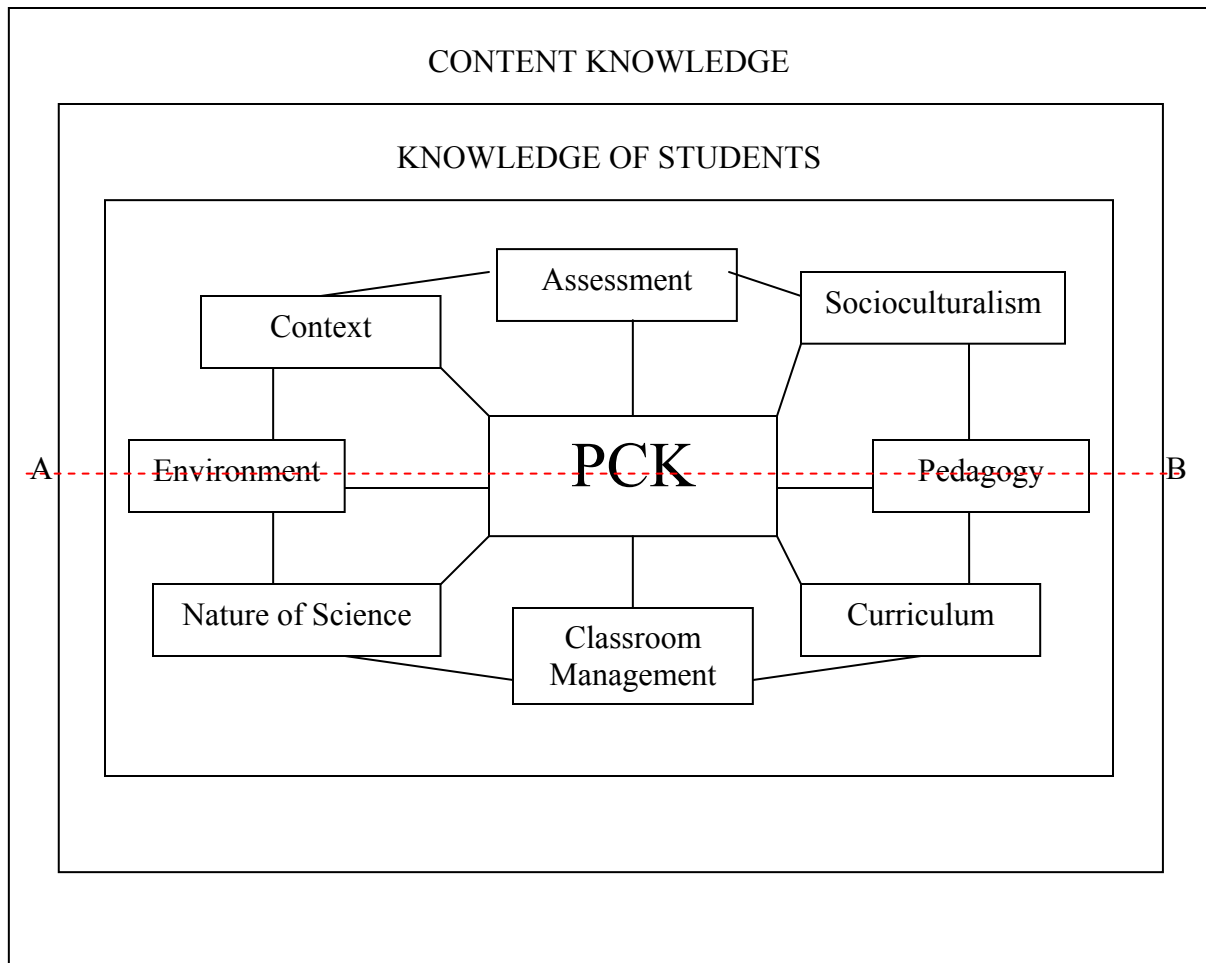 CONTENT KNOWLEDGE
KNOWLEDGE OF STUDENTS
Assessment
Socioculturalism
Context
PCK
A
Environment
Pedagogy
B
Nature of Science
Classroom
Management
Curriculum